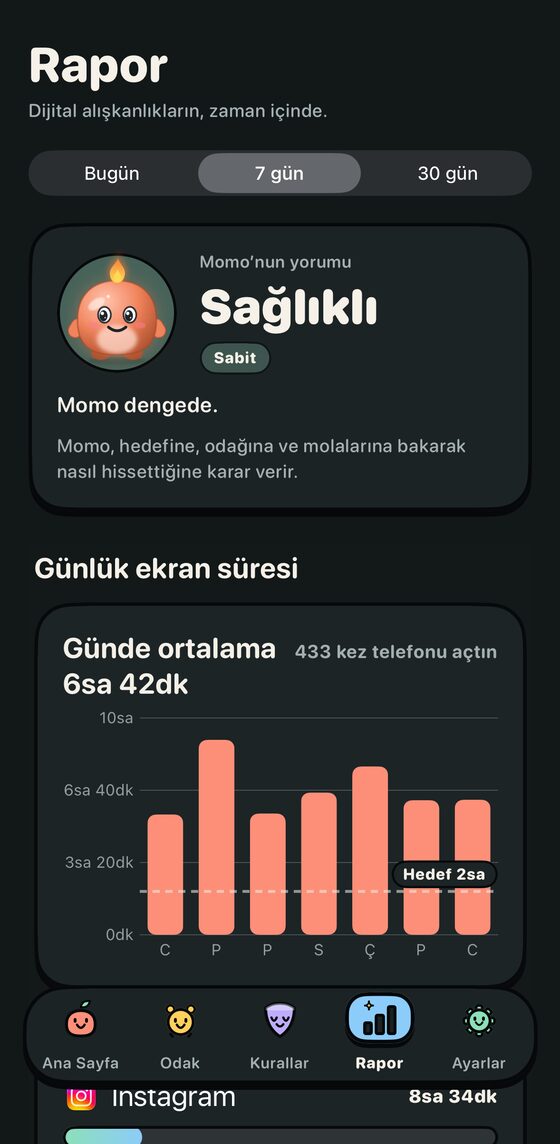 Rapor
Dijital alışkanlıkların, zaman içinde.
Bugün 7 gün 30 gün
Momo’nun yorumu
Sağlıklı
Sabit
Momo dengede.
Momo, hedefine, odağına ve molalarına bakarak
nasıl hissettiğine karar verir.
Günlük ekran süresi
Günde ortalama 433 kez telefonu açtın
6sa 42dk
10sa
6sa 40dk
3sa 20dk
Hedef 2sa
0dk
C P P S Ç P C
Ana Sayfa Odak Kurallar Rapor Ayarlar
Instagram 8sa 34dk